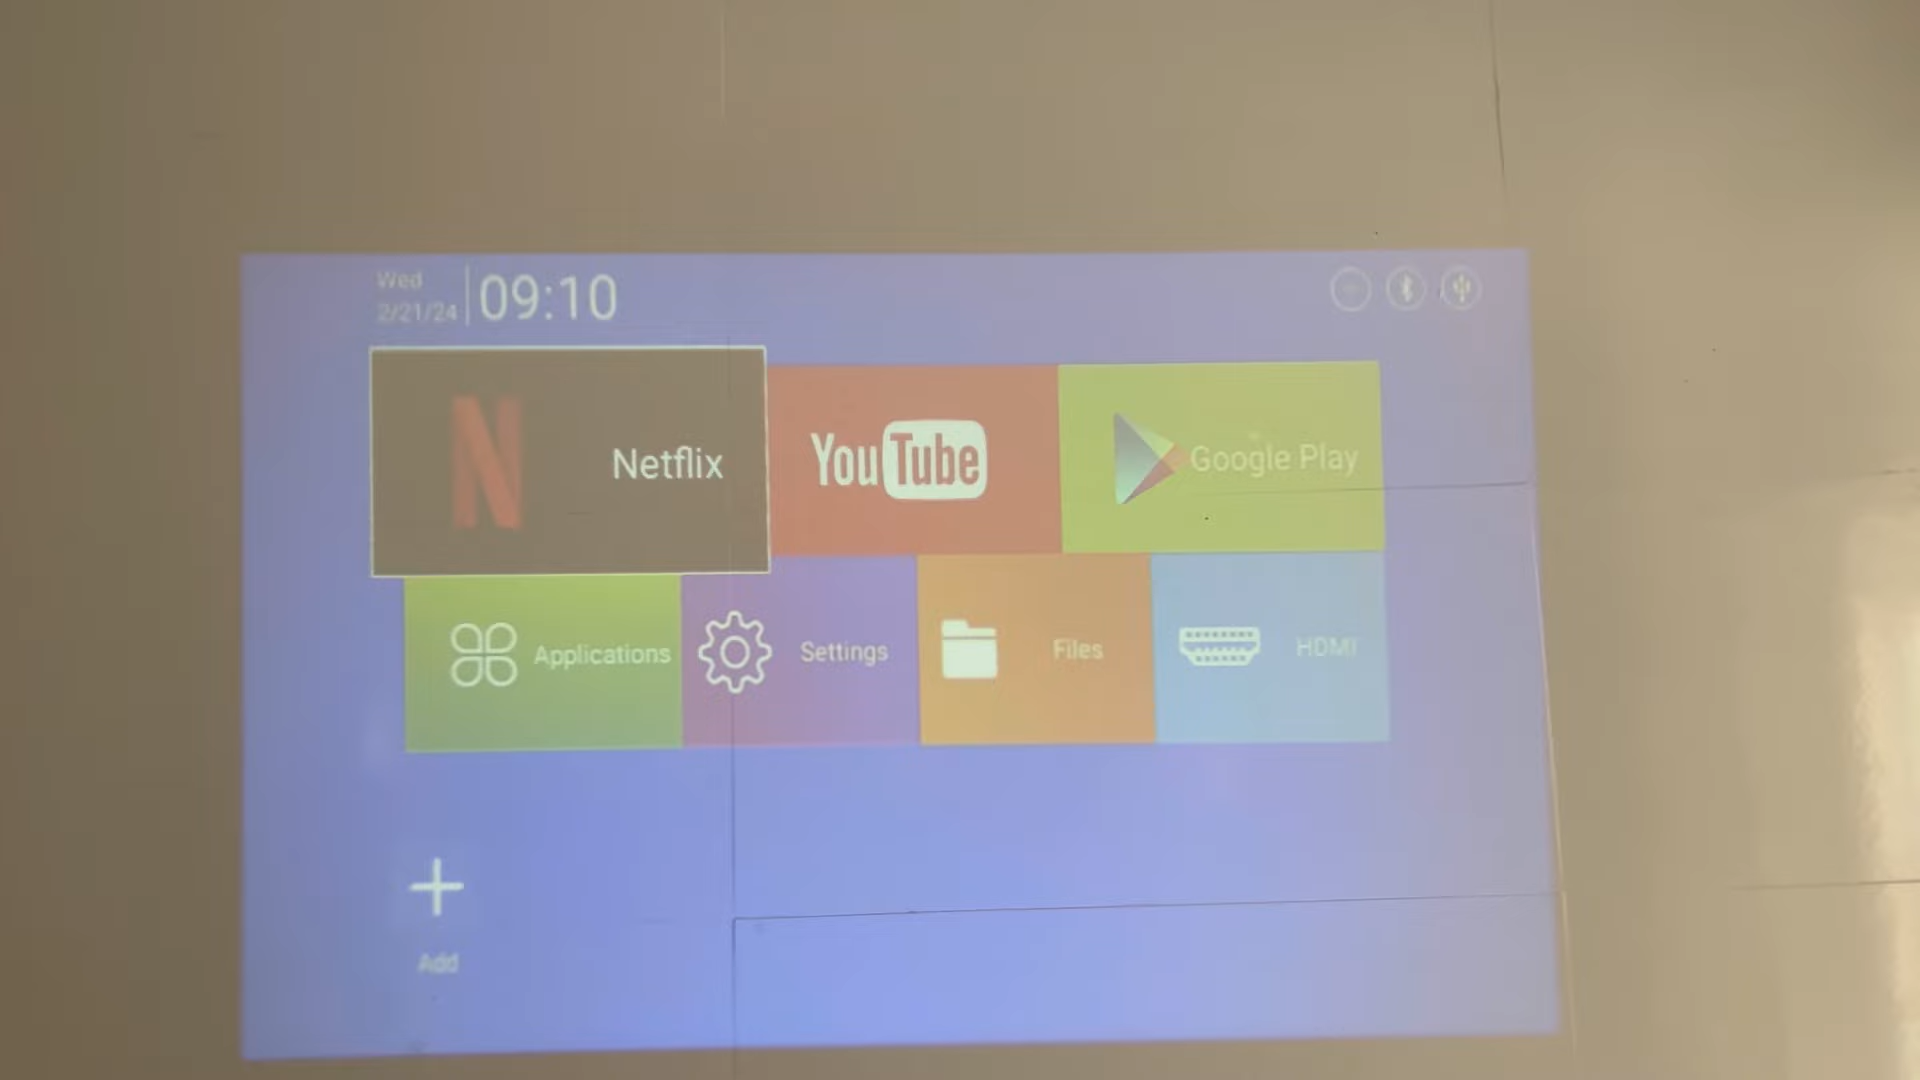 Wed
2/21/24
09:10
Netflix
YouTube
Google Play
Applications
Settings
Files
HDMI
Add